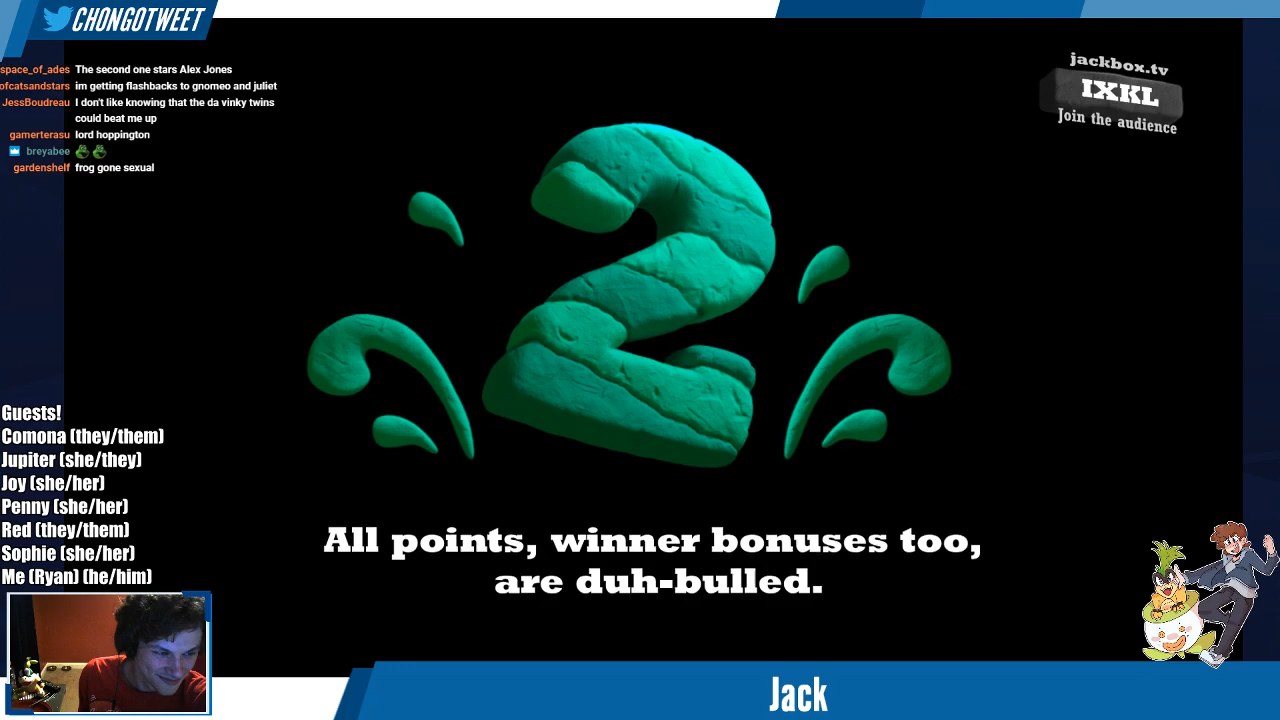 CHONGOTWEET
space_of_ades The second one stars Alex Jones
ofcatsandstars im getting flashbacks to gnomeo and juliet
JessBoudreau I don't like knowing that the da vinky twins
could beat me up
gamerterasu lord hoppington
breyabee
gardenshelf frog gone sexual
jackbox.tv
IXKL
Join the audience
2
All points, winner bonuses too,
are duh-bulled.
Guests!
Comona (they/them)
Jupiter (she/they)
Joy (she/her)
Penny (she/her)
Red (they/them)
Sophie (she/her)
Me (Ryan) (he/him)
Jack